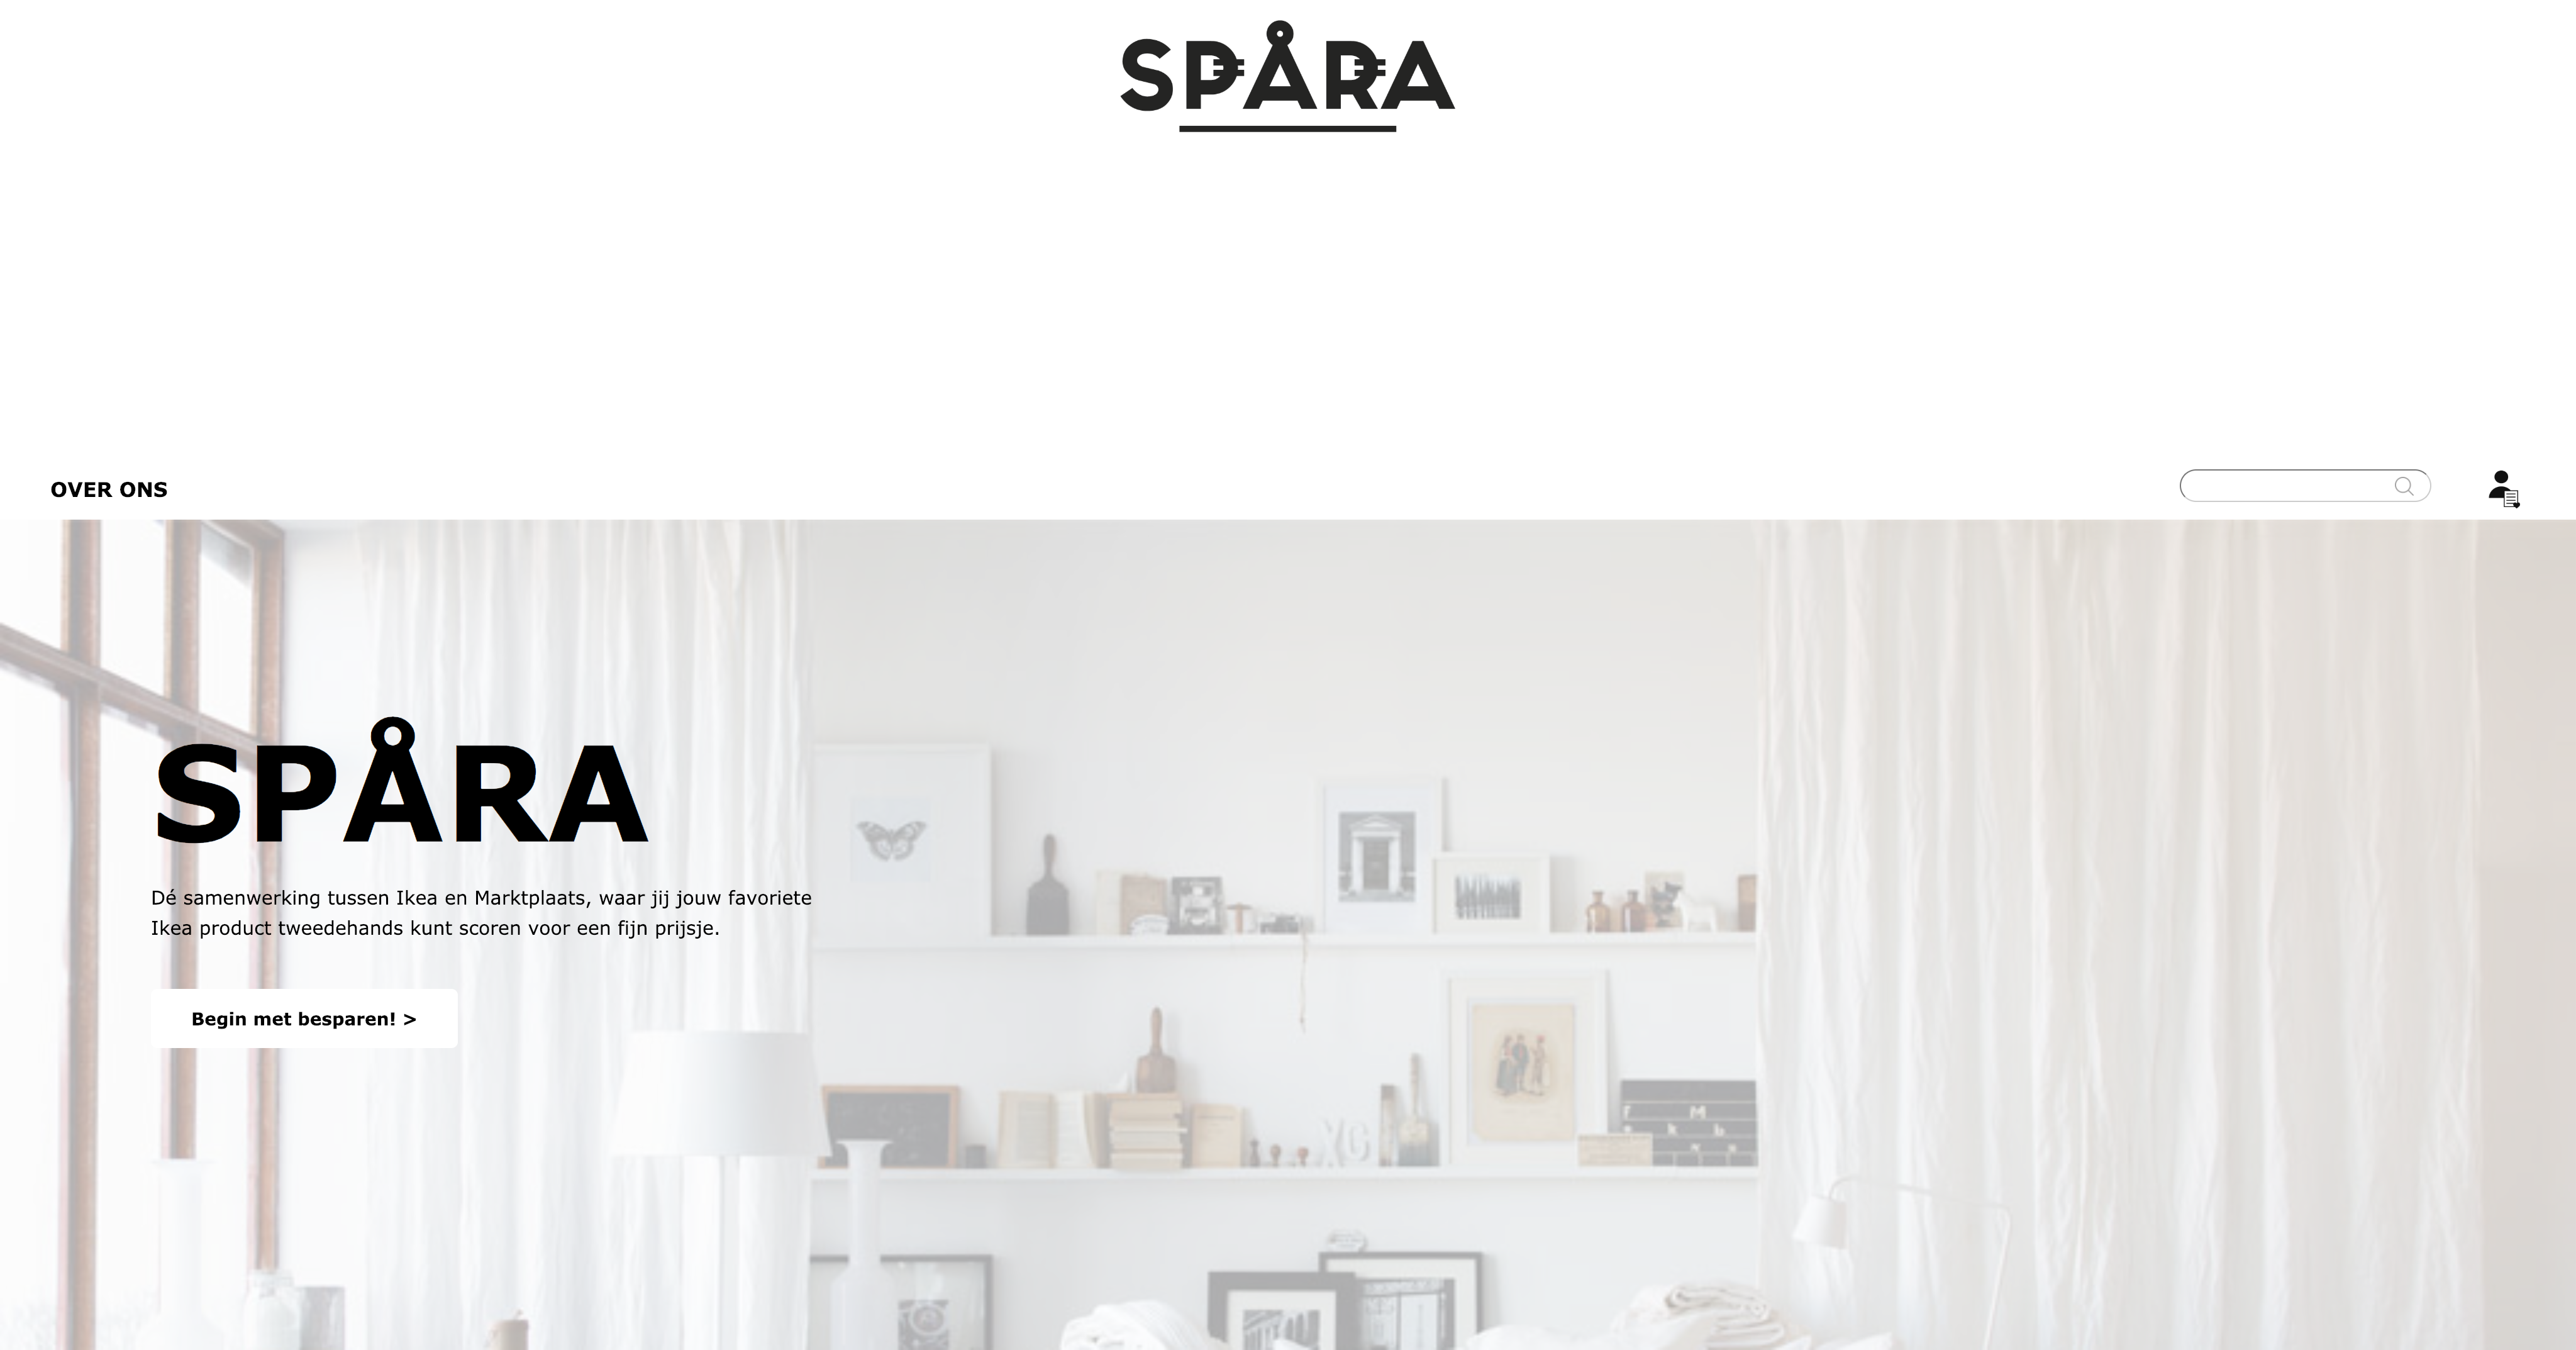 SPÅRA
OVER ONS
SPÅRA
Dé samenwerking tussen Ikea en Marktplaats, waar jij jouw favoriete
Ikea product tweedehands kunt scoren voor een fijn prijsje.
Begin met besparen! >
XG
f M
k b